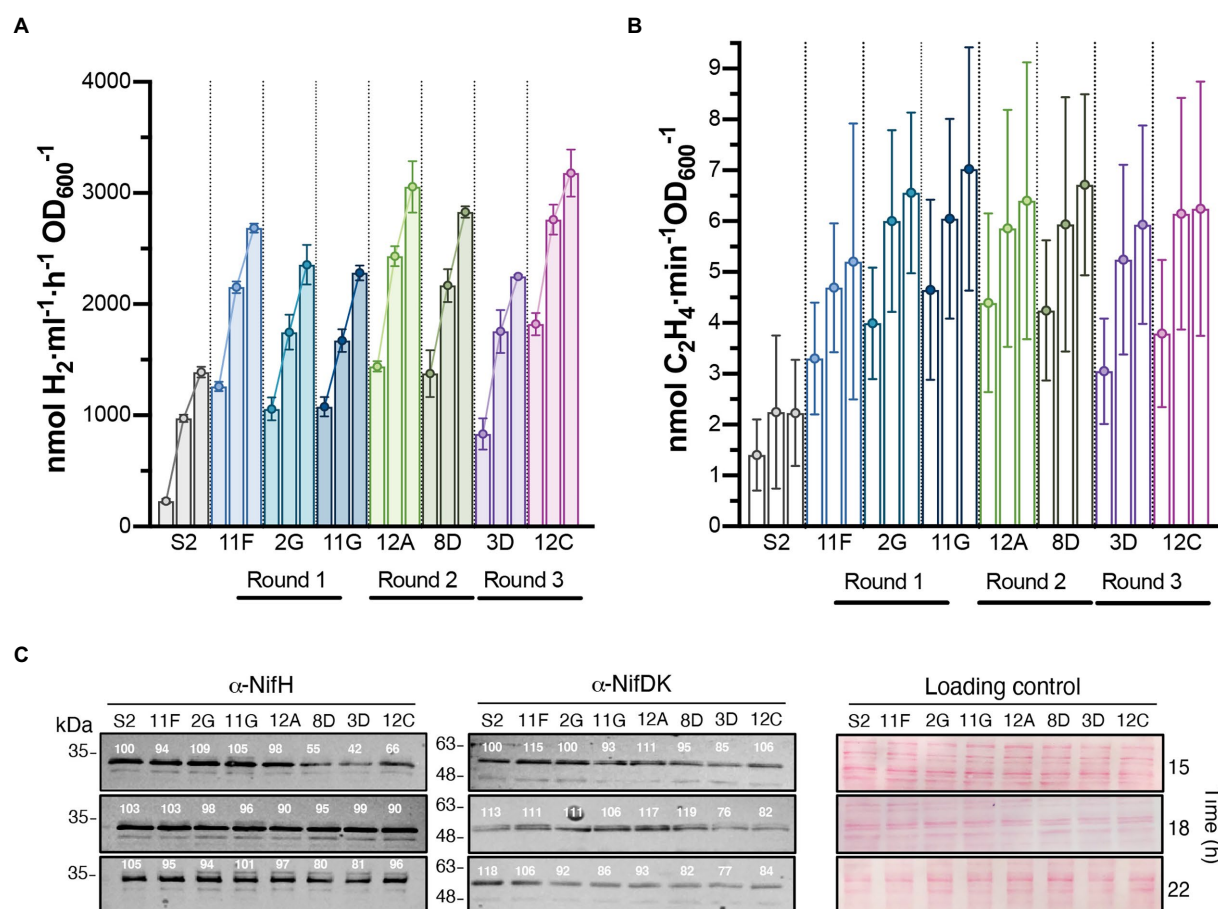 A
nmol H2·ml-1·h-1 OD600-1
4000
3000
2000
1000
0
S2 11F 2G 11G 12A 8D 3D 12C
Round 1 Round 2 Round 3
B
nmol C2H4·min-1OD600-1
9
8
7
6
5
4
3
2
1
0
S2 11F 2G 11G 12A 8D 3D 12C
Round 1 Round 2 Round 3
C
α-NifH
kDa S2 11F 2G 11G 12A 8D 3D 12C
35- 100 94 109 105 98 55 42 66
35- 103 103 98 96 90 95 99 90
35- 105 95 94 101 97 80 81 96
α-NifDK
S2 11F 2G 11G 12A 8D 3D 12C
63- 100 115 100 93 111 95 85 106
48-
63- 113 111 111 106 117 119 76 82
48-
63- 118 106 92 86 93 82 77 84
48-
Loading control
S2 11F 2G 11G 12A 8D 3D 12C
15
18
22
Time (h)